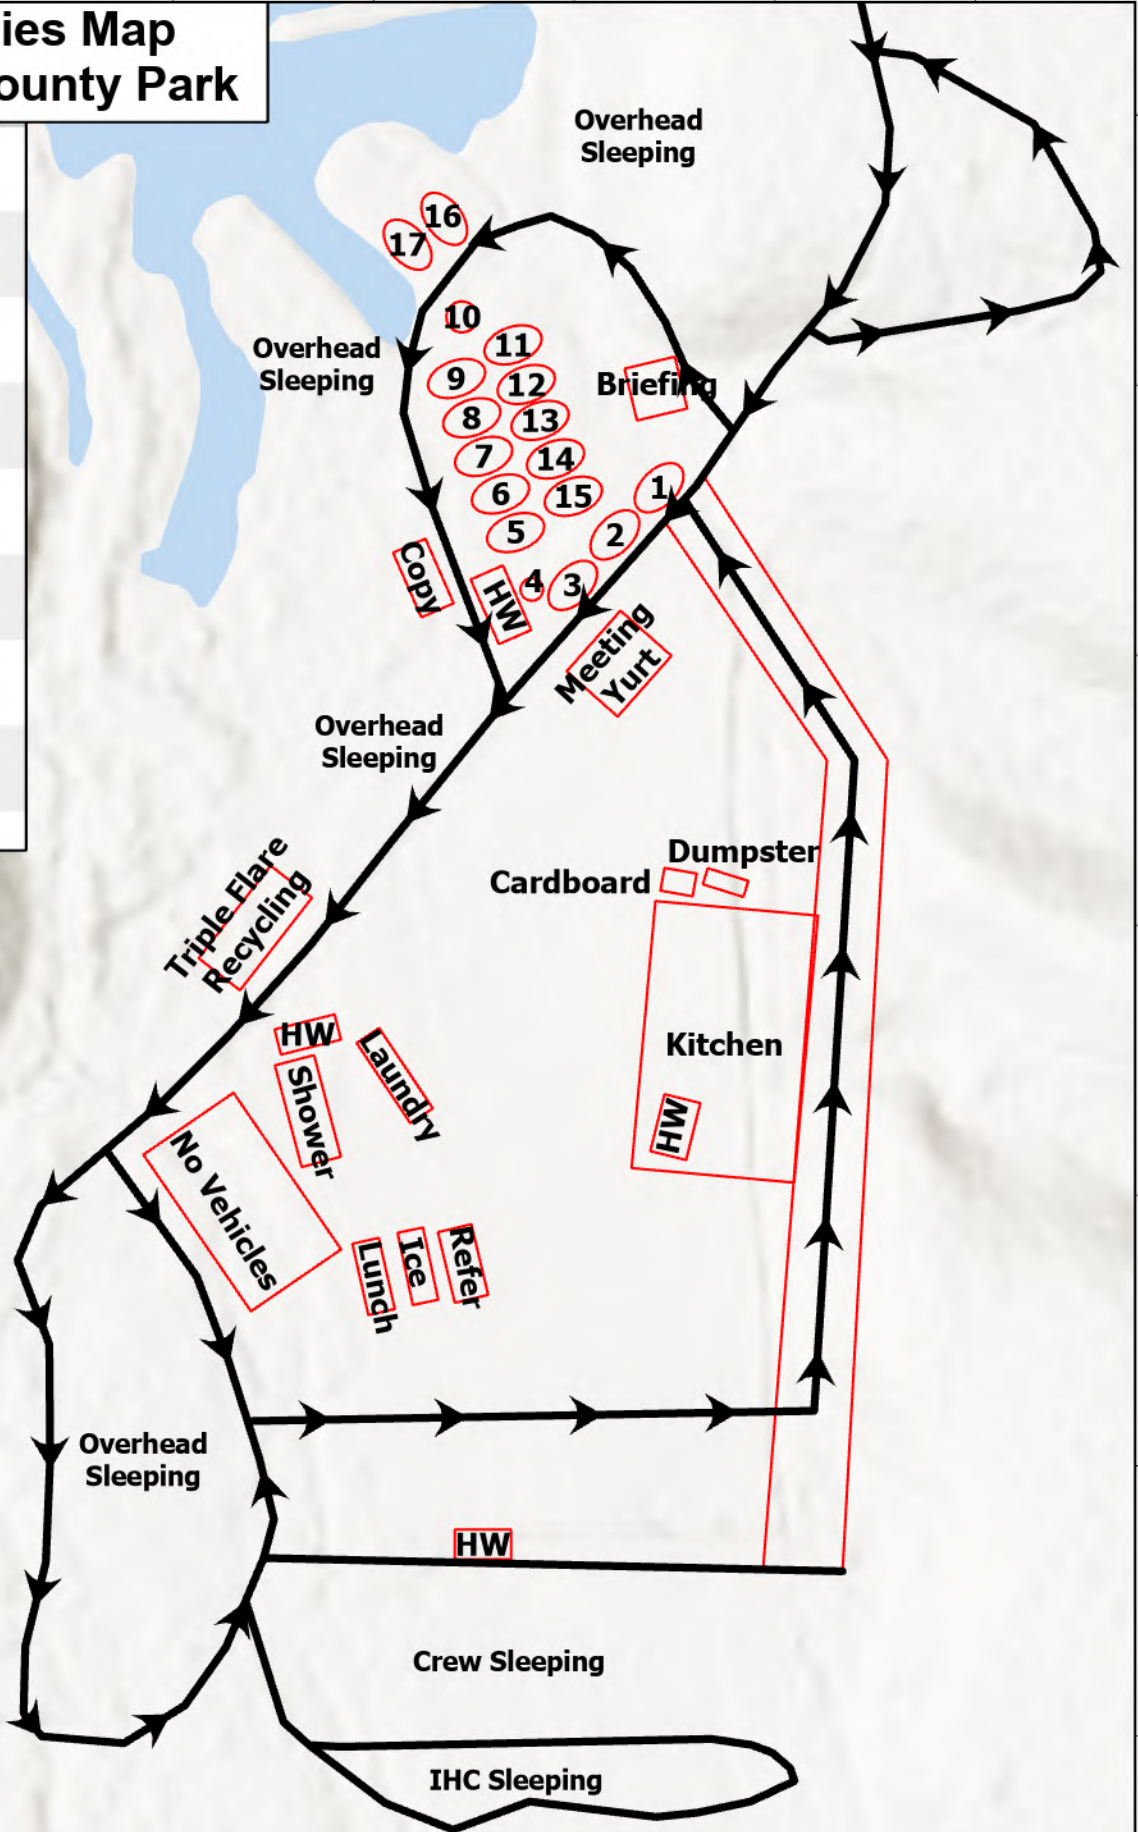 ies Map
ounty Park
Overhead
Sleeping
16
17
10
11
Overhead
Sleeping
9
12
Briefing
8
13
7
14
6
15
1
5
2
Copy
HW
4
3
Meeting
Yurt
Overhead
Sleeping
Triple Flare
Recycling
Dumpster
Cardboard
HW
Laundry
Shower
Kitchen
HW
No Vehicles
Lunch
Ice
Refer
Overhead
Sleeping
HW
Crew Sleeping
IHC Sleeping